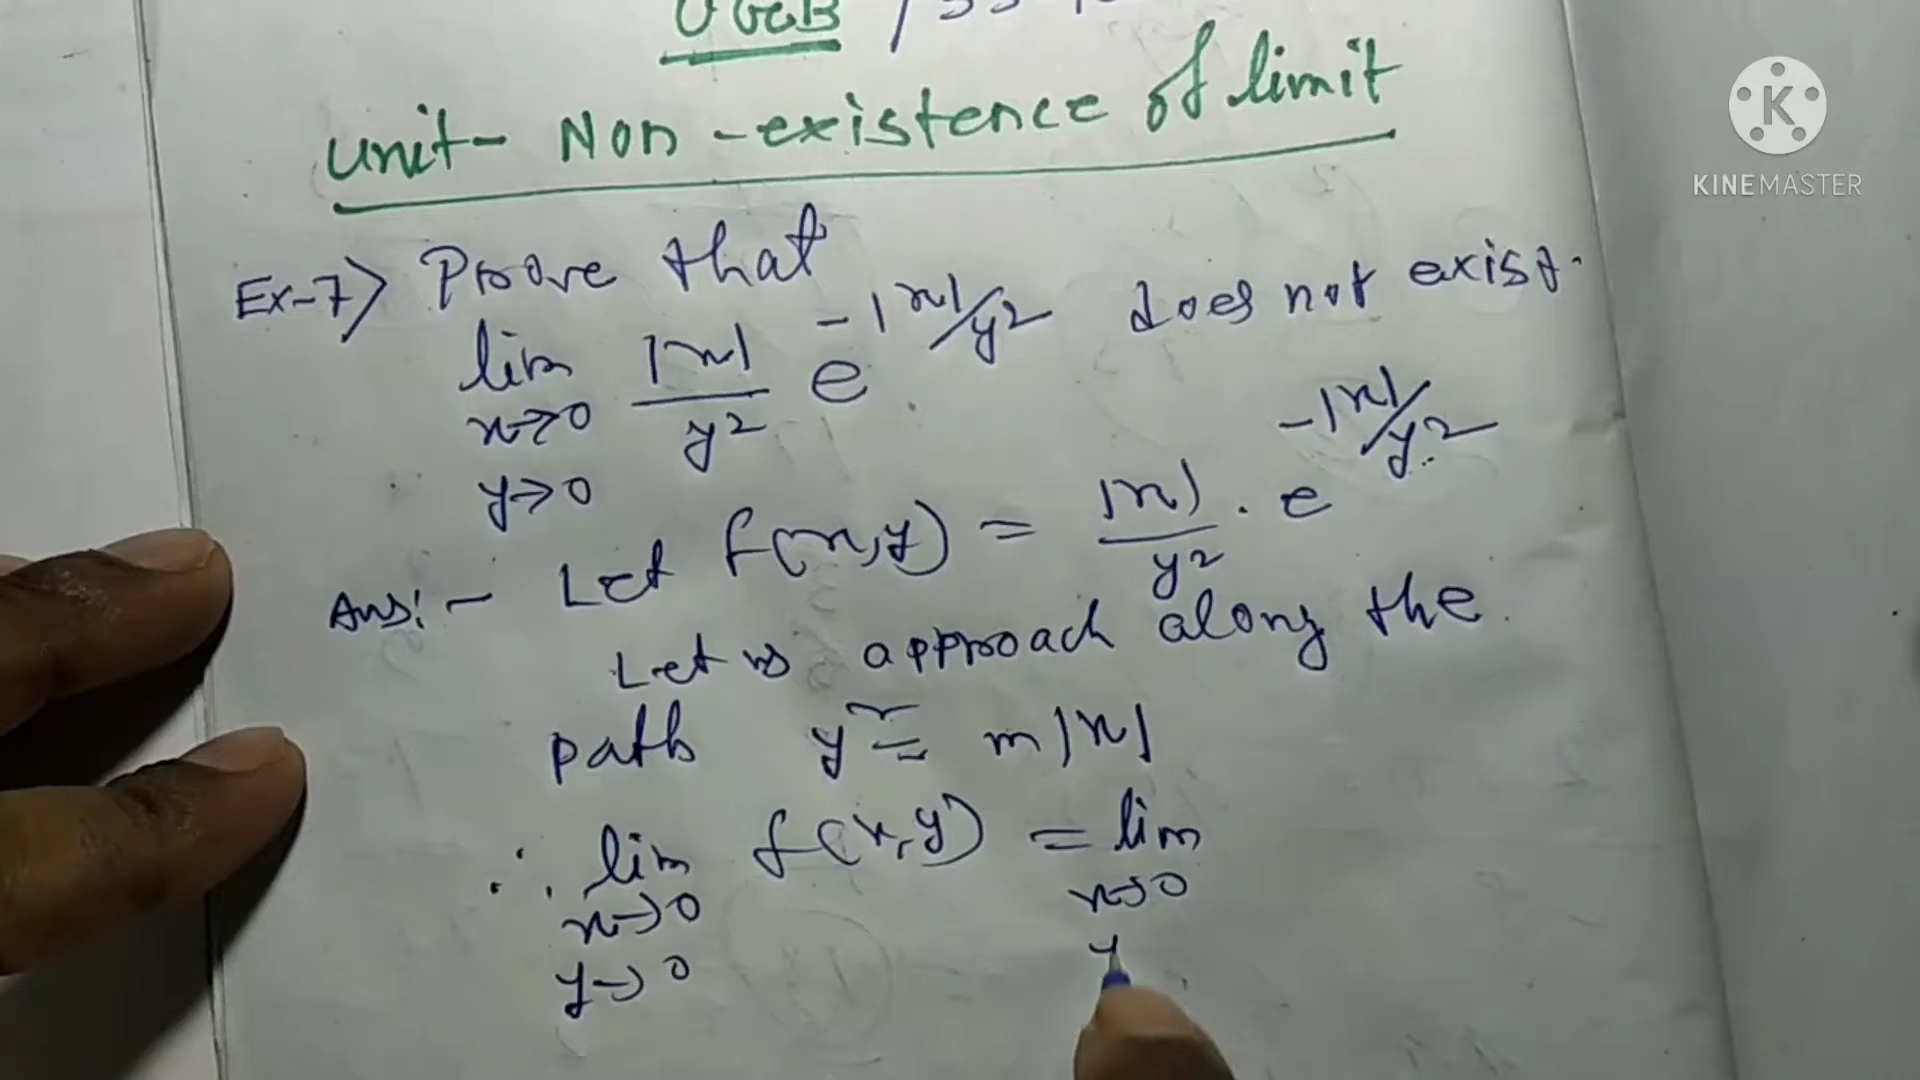 Unit- Non-existence of limit
KINEMASTER
Ex-7> Prove that
lim x→0 y→0 |x|/y² e^-|x|/y² does not exist.
Ans:- Let f(x,y) = |x|/y² . e^-|x|/y²
Let us approach along the
path y² = m|x|
∴ lim x→0 y→0 f(x,y) = lim x→0 y